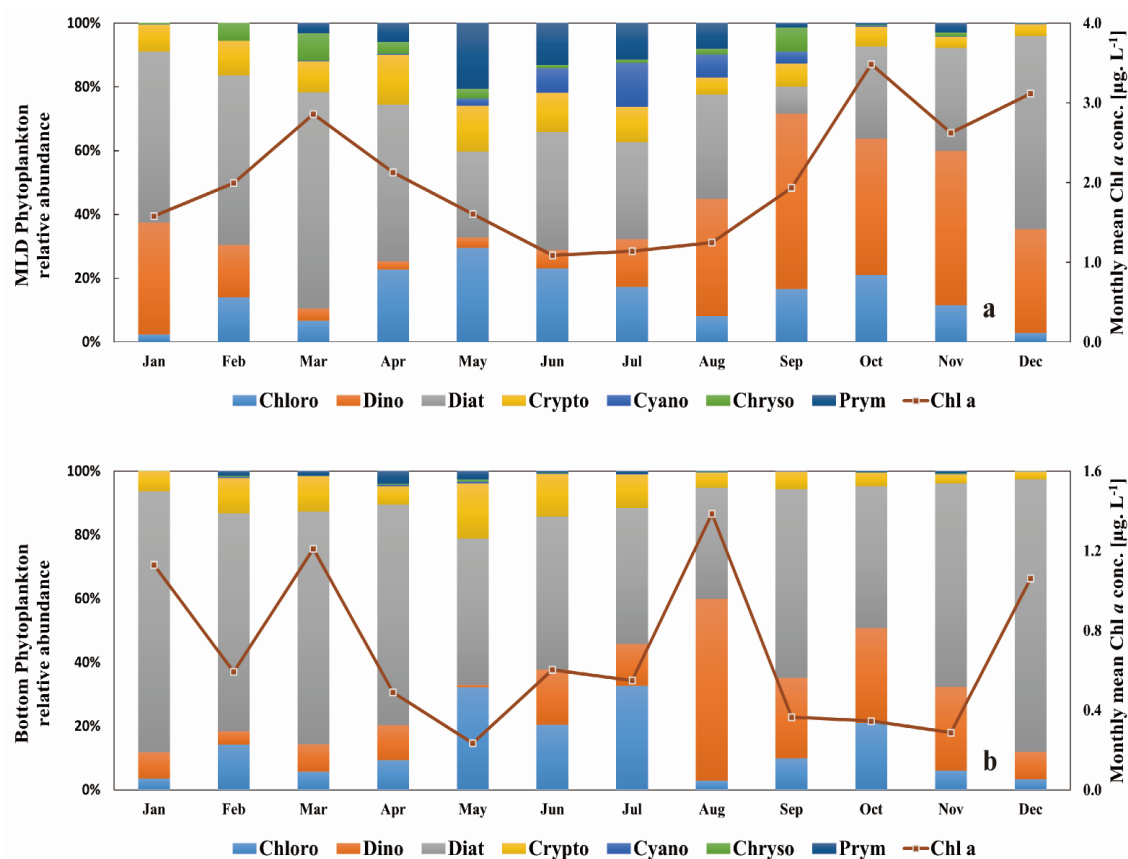 MLD Phytoplankton
relative abundance
100%
80%
60%
40%
20%
0%
4.0
3.0
2.0
1.0
0.0
Monthly mean Chl a conc. [µg. L⁻¹]
a
Jan Feb Mar Apr May Jun Jul Aug Sep Oct Nov Dec
Chloro Dino Diat Crypto Cyano Chryso Prym Chl a
Bottom Phytoplankton
relative abundance
100%
80%
60%
40%
20%
0%
1.6
1.2
0.8
0.4
0.0
Monthly mean Chl a conc. [µg. L⁻¹]
b
Jan Feb Mar Apr May Jun Jul Aug Sep Oct Nov Dec
Chloro Dino Diat Crypto Cyano Chryso Prym Chl a